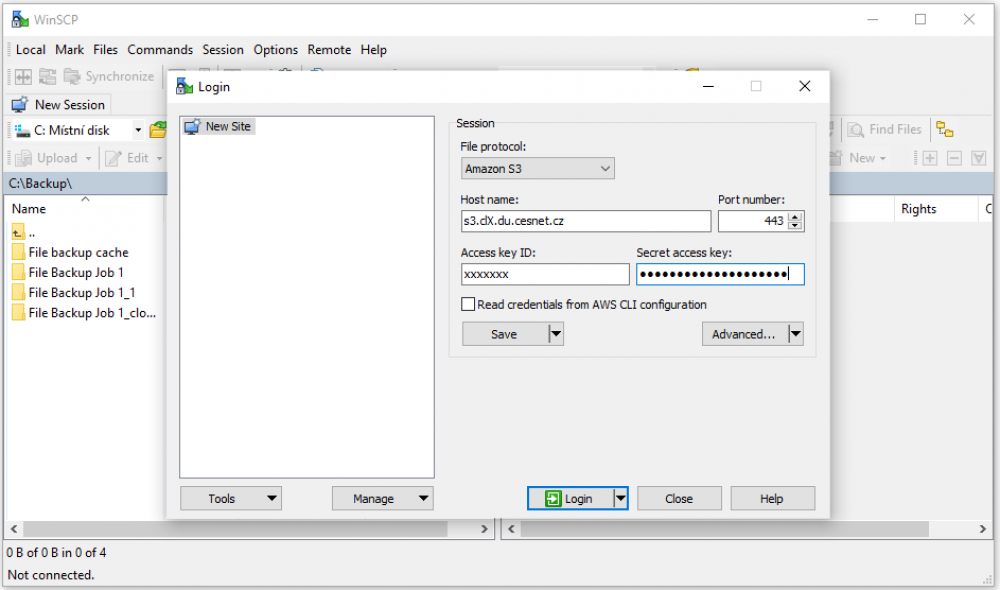 WinSCP
Local Mark Files Commands Session Options Remote Help
Synchronize
New Session
C: Místní disk
Find Files
Upload Edit
New
C:\Backup\
Name
Rights
..
File backup cache
File Backup Job 1
File Backup Job 1_1
File Backup Job 1_clo...
Login
New Site
Session
File protocol:
Amazon S3
Host name:
Port number:
s3.clX.du.cesnet.cz
443
Access key ID:
Secret access key:
xxxxxxx
●●●●●●●●●●●●●●●●●●●●
Read credentials from AWS CLI configuration
Save
Advanced...
Tools
Manage
Login
Close
Help
0 B of 0 B in 0 of 4
Not connected.